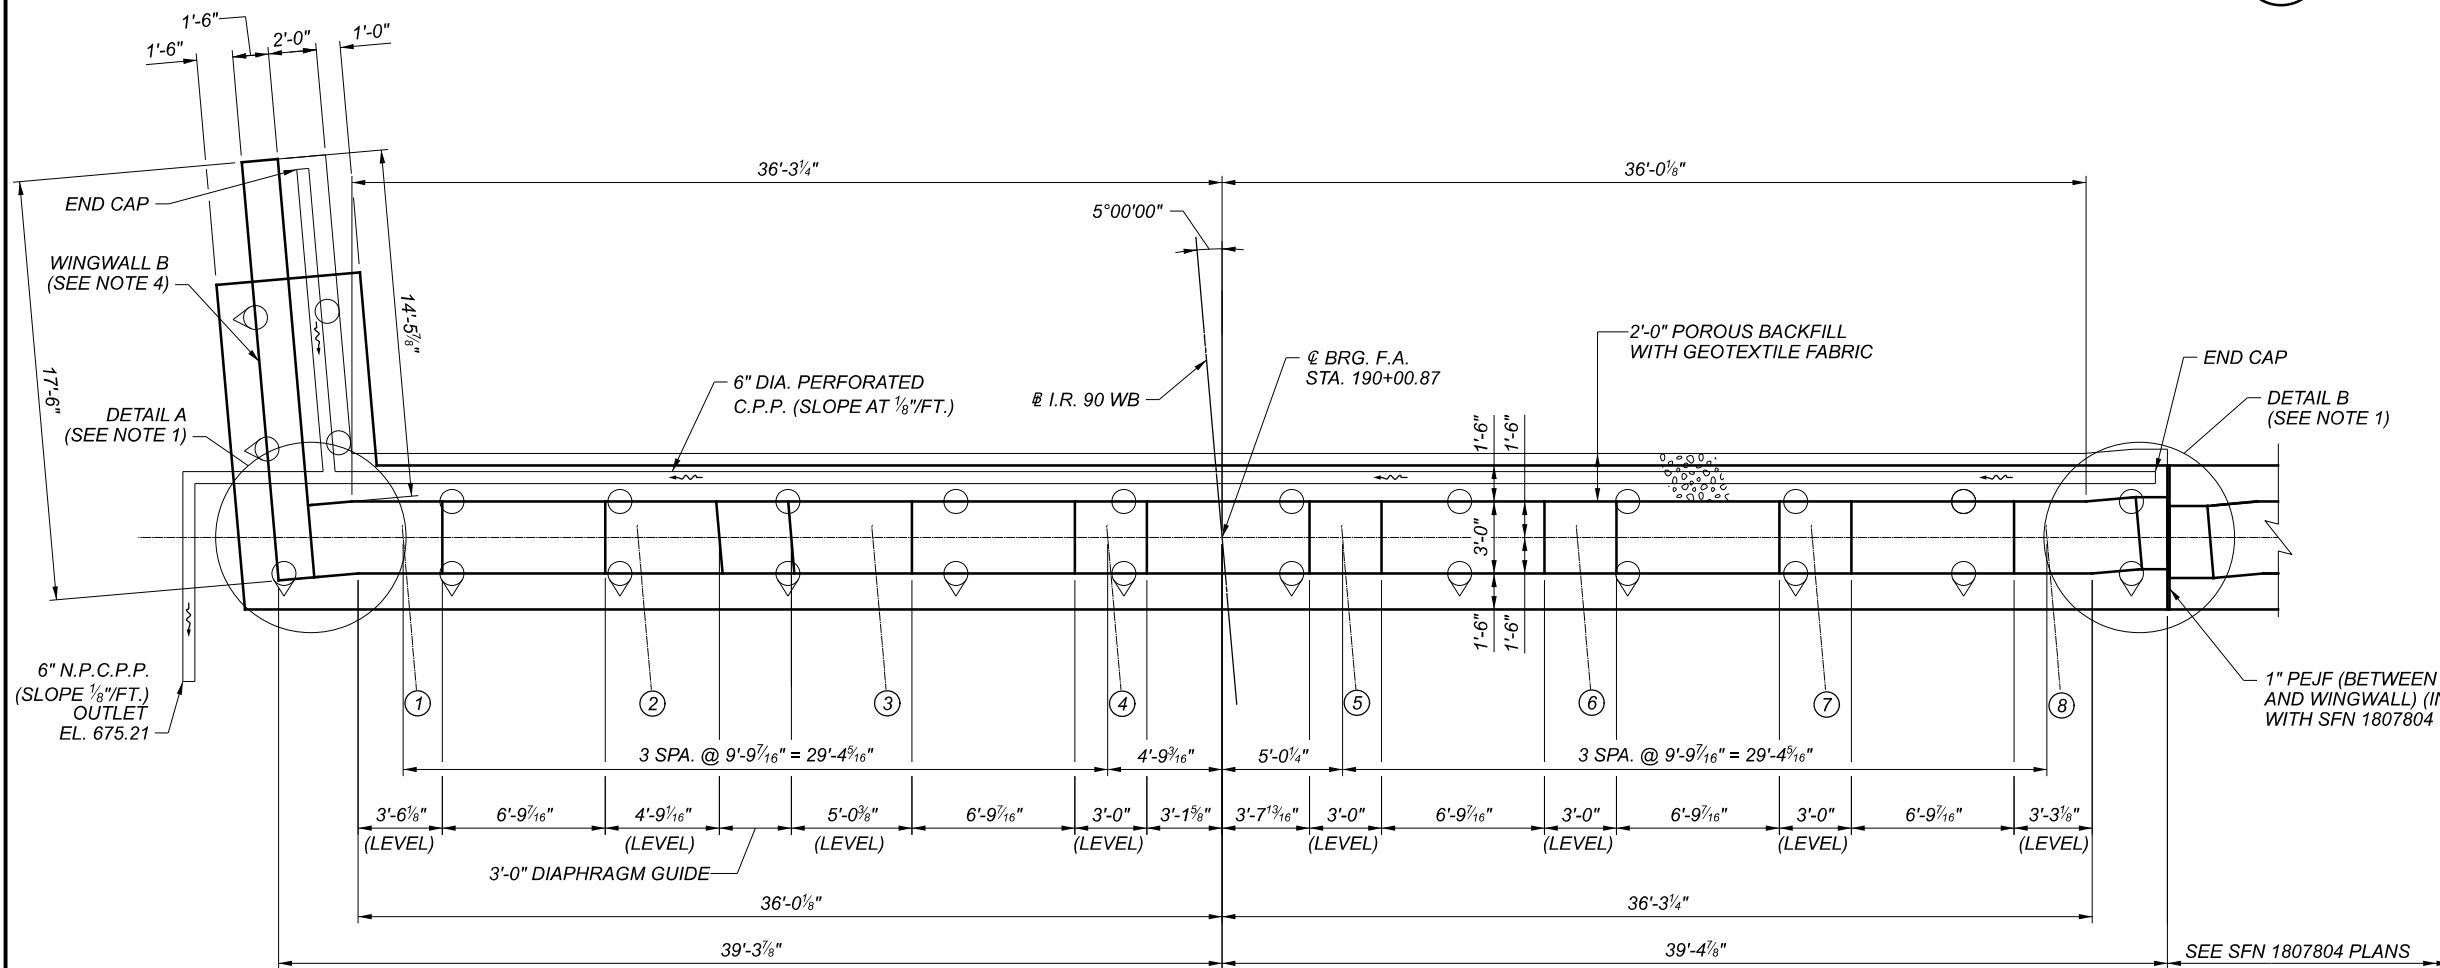 1'-6"
1'-6"
2'-0"
1'-0"
36'-3¼"
36'-0⅛"
5°00'00"
END CAP
WINGWALL B
(SEE NOTE 4)
14'-5⅞"
17'-6"
DETAIL A
(SEE NOTE 1)
6" DIA. PERFORATED
C.P.P. (SLOPE AT ⅛"/FT.)
℄ I.R. 90 WB
℄ BRG. F.A.
STA. 190+00.87
2'-0" POROUS BACKFILL
WITH GEOTEXTILE FABRIC
END CAP
DETAIL B
(SEE NOTE 1)
1'-6"
1'-6"
3'-0"
1'-6"
1'-6"
6" N.P.C.P.P.
(SLOPE ⅛"/FT.)
OUTLET
EL. 675.21
1
2
3
4
5
6
7
8
1" PEJF (BETWEEN
AND WINGWALL) (IN
WITH SFN 1807804
3 SPA. @ 9'-9⁷⁄₁₆" = 29'-4⁵⁄₁₆"
4'-9³⁄₁₆"
5'-0¼"
3 SPA. @ 9'-9⁷⁄₁₆" = 29'-4⁵⁄₁₆"
3'-6⅛"
6'-9⁷⁄₁₆"
4'-9¹⁄₁₆"
5'-0⅜"
6'-9⁷⁄₁₆"
3'-0"
3'-1⅝"
3'-7¹³⁄₁₆"
3'-0"
6'-9⁷⁄₁₆"
3'-0"
6'-9⁷⁄₁₆"
3'-0"
6'-9⁷⁄₁₆"
3'-3⅛"
(LEVEL)
(LEVEL)
(LEVEL)
(LEVEL)
(LEVEL)
(LEVEL)
(LEVEL)
(LEVEL)
3'-0" DIAPHRAGM GUIDE
36'-0⅛"
36'-3¼"
39'-3⅞"
39'-4⅞"
SEE SFN 1807804 PLANS